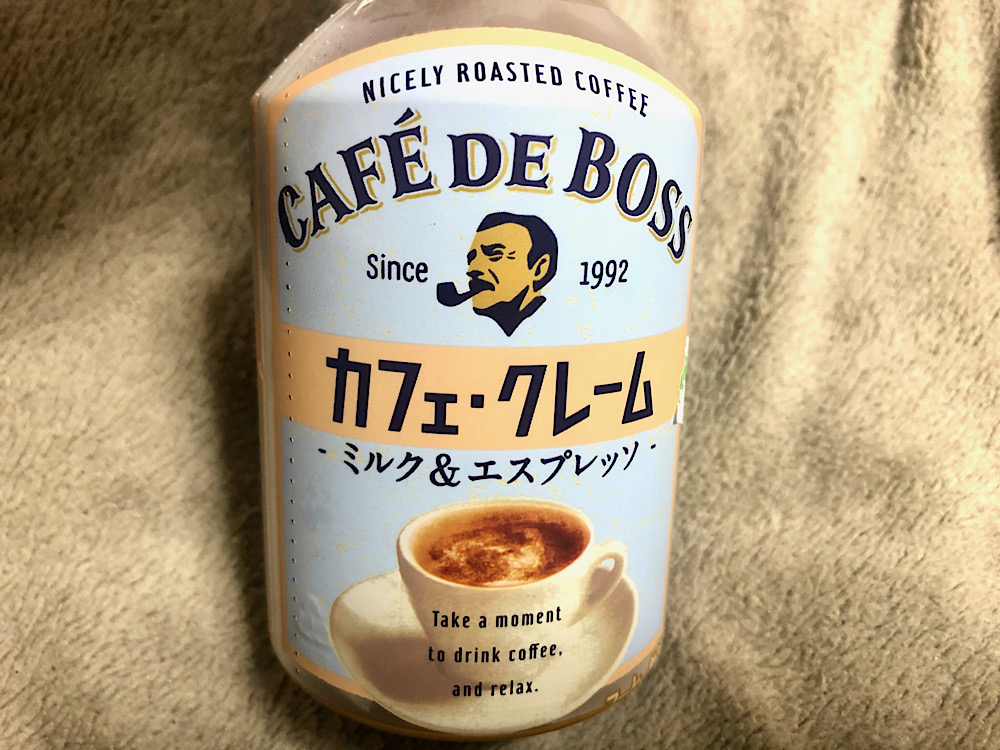 NICELY ROASTED COFFEE
CAFÉ DE BOSS
Since 1992
カフェ・クレーム
-ミルク&エスプレッソ-
Take a moment
to drink coffee,
and relax.